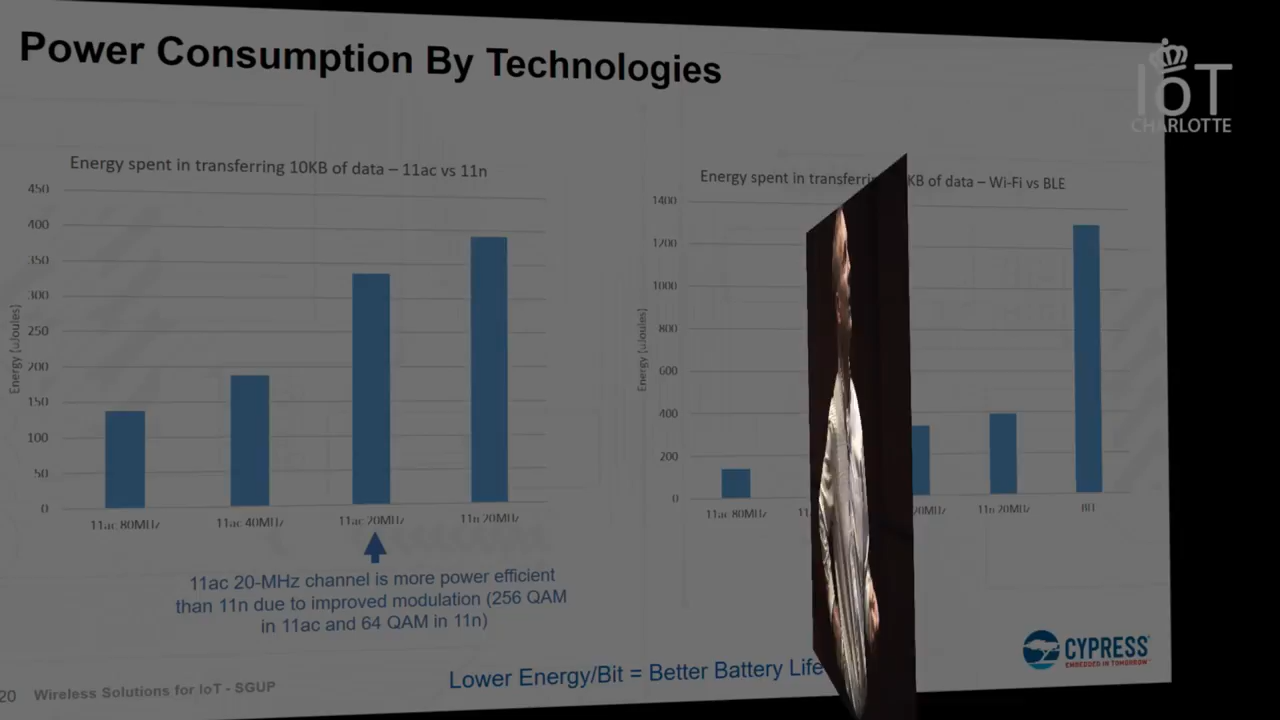 Power Consumption By Technologies
IoT
CHARLOTTE
Energy spent in transferring 10KB of data – 11ac vs 11n
450
400
350
300
250
200
150
100
50
0
Energy (uJoules)
11ac 80MHz
11ac 40MHz
11ac 20MHz
11n 20MHz
11ac 20-MHz channel is more power efficient
than 11n due to improved modulation (256 QAM
in 11ac and 64 QAM in 11n)
Energy spent in KB of data – Wi-Fi vs BLE
1400
1200
1000
800
600
400
200
0
Energy (uJoules)
11ac 80MHz
20MHz
11n 20MHz
Lower Energy/Bit = Better Battery Life
CYPRESS
EMBEDDED IN TOMORROW
20 Wireless Solutions for IoT - SGUP